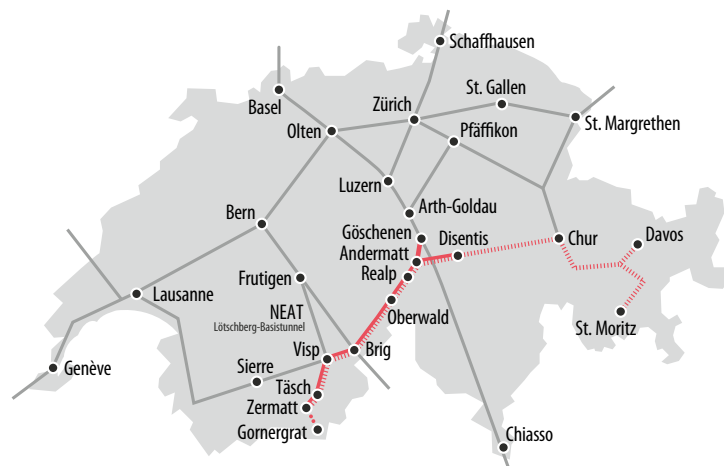 Schaffhausen
Basel
Zürich
St. Gallen
Olten
Pfäffikon
St. Margrethen
Luzern
Bern
Arth-Goldau
Göschenen
Disentis
Chur
Davos
Andermatt
Realp
Frutigen
Lausanne
NEAT
Lötschberg-Basistunnel
Oberwald
St. Moritz
Visp
Brig
Genève
Sierre
Täsch
Zermatt
Gornergrat
Chiasso